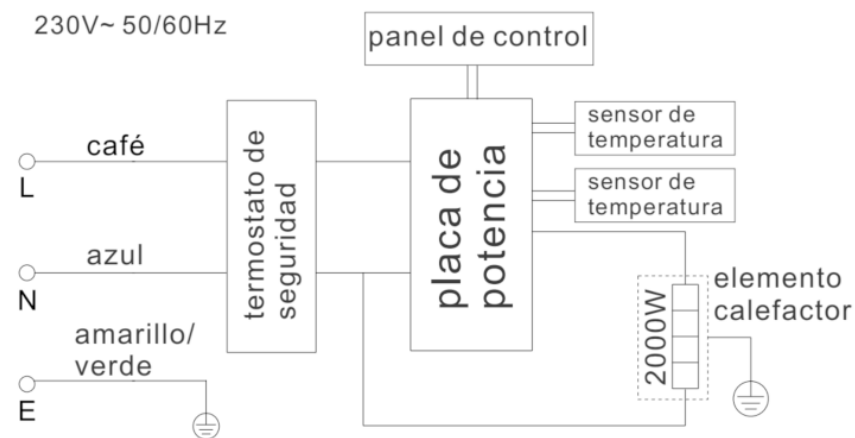 230V~ 50/60Hz
panel de control
café
L
azul
N
amarillo/
verde
E
termostato de
seguridad
placa de
potencia
sensor de
temperatura
sensor de
temperatura
2000W
elemento
calefactor